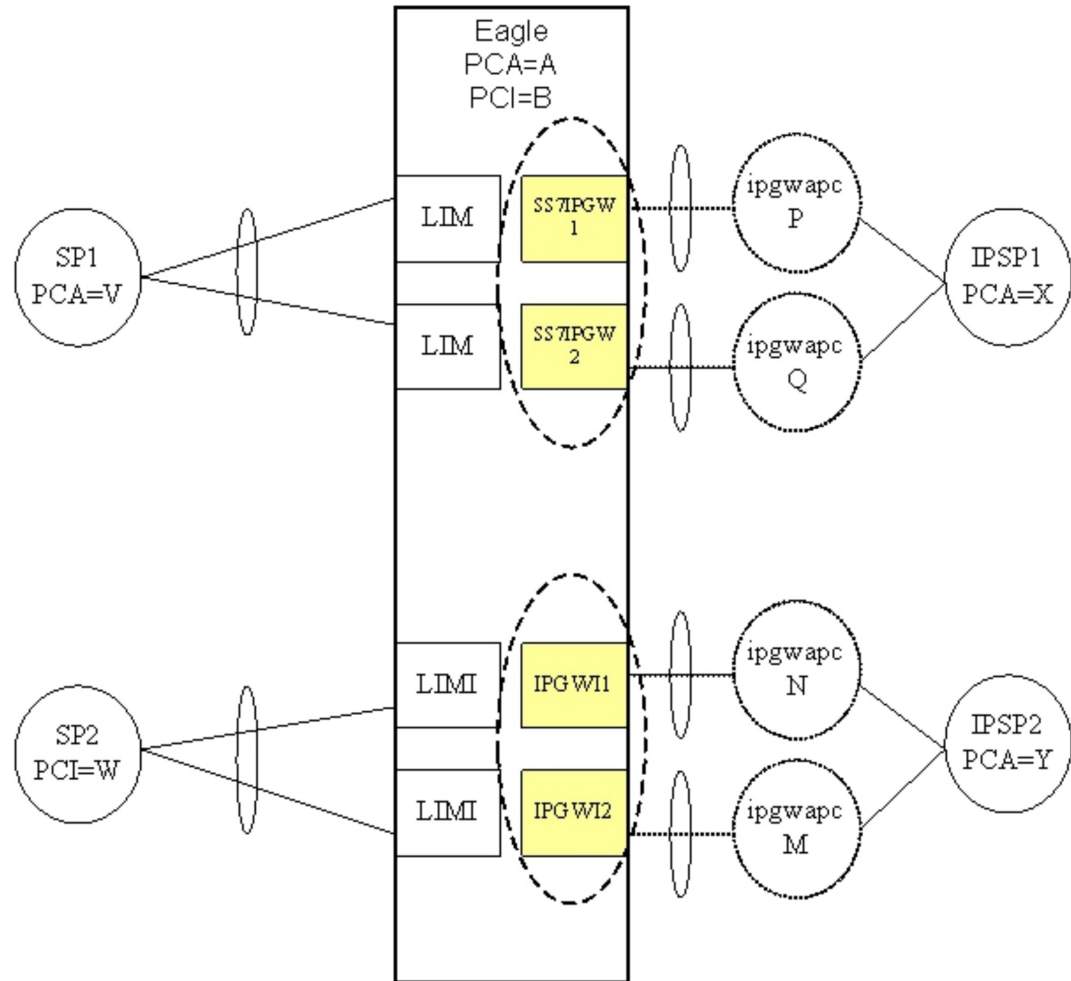 Eagle
PCA=A
PCI=B
SP1
PCA=V
LIM
SS7IPGW
1
ipgwapc
P
IPSP1
PCA=X
LIM
SS7IPGW
2
ipgwapc
Q
SP2
PCI=W
LIMI
IPGWI1
ipgwapc
N
IPSP2
PCA=Y
LIMI
IPGWI2
ipgwapc
M